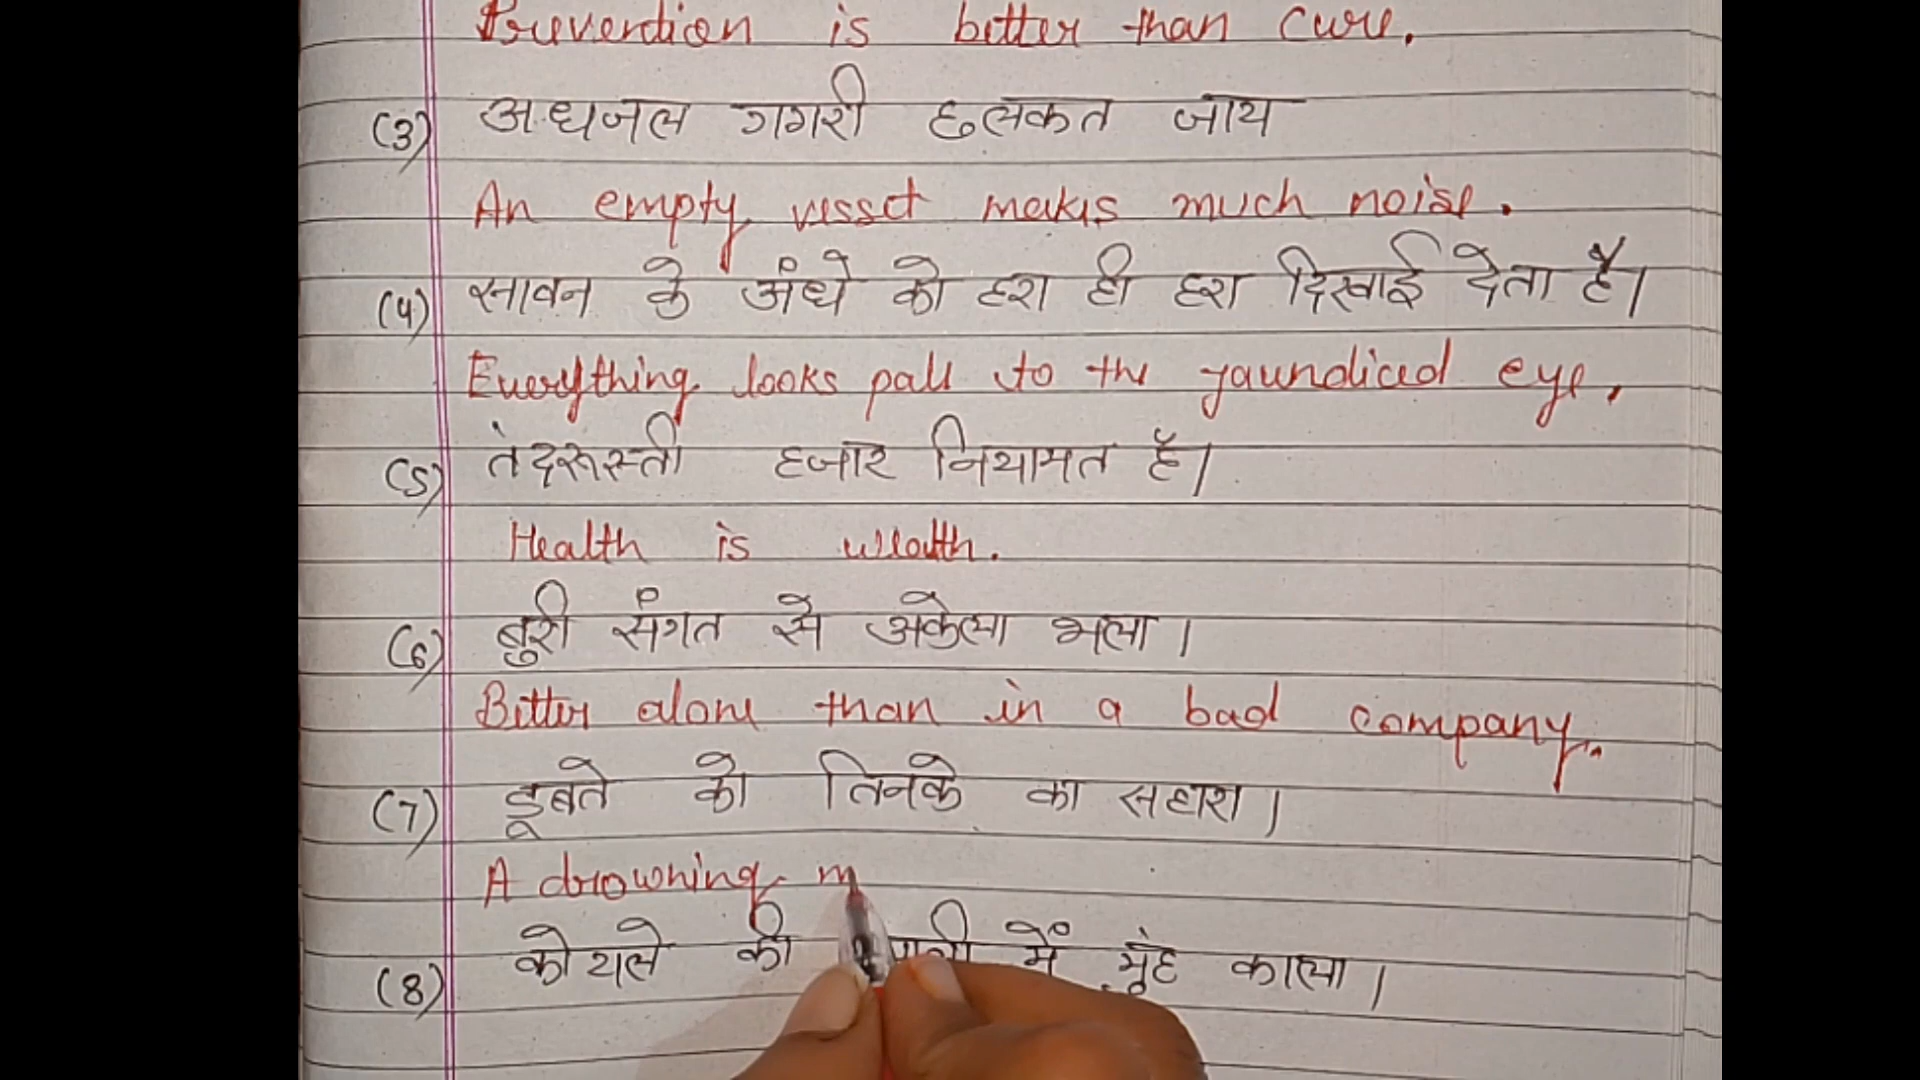 Prevention is better than cure.
(3) अधजल गगरी छलकत जाय
An empty vessel makes much noise.
(4) सावन के अंधे को हरा ही हरा दिखाई देता है।
Everything looks pale to the yaundiced eye.
(5) तंदरूस्ती हजार नियामत है।
Health is wealth.
(6) बुरी संगत से अकेला भला।
Better alone than in a bad company.
(7) डूबते को तिनके का सहारा।
A drowning m
(8) कोयले की में मुंह काला।